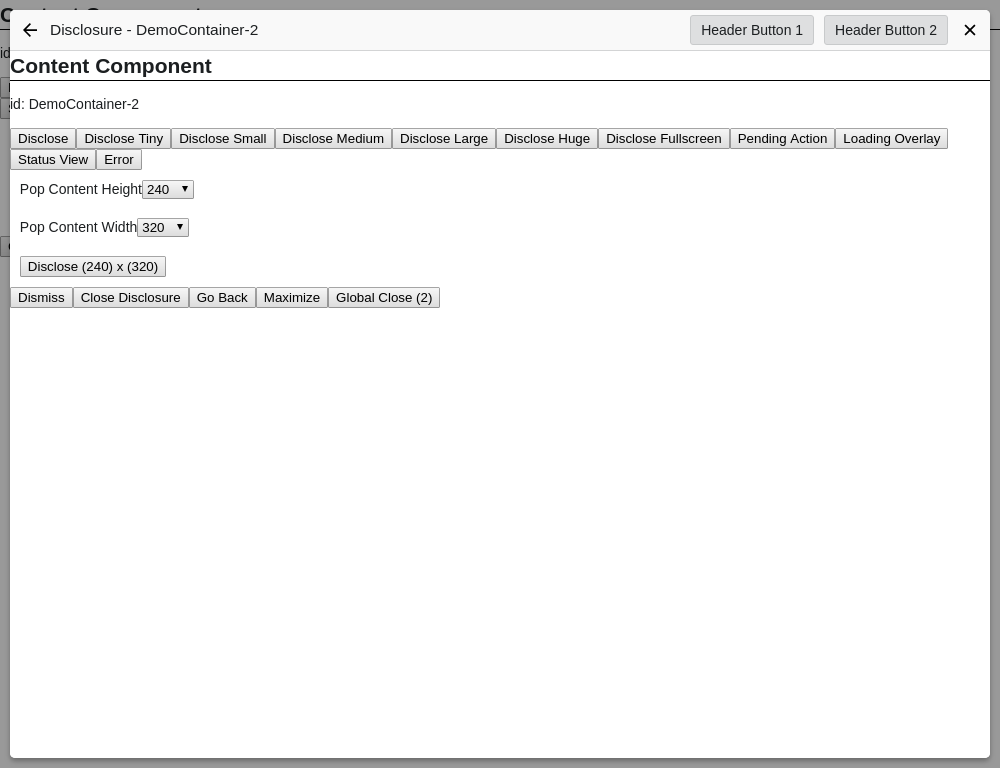 Disclosure - DemoContainer-2 Header Button 1 Header Button 2
Content Component
id: DemoContainer-2
Disclose Disclose Tiny Disclose Small Disclose Medium Disclose Large Disclose Huge Disclose Fullscreen Pending Action Loading Overlay
Status View Error
Pop Content Height 240
Pop Content Width 320
Disclose (240) x (320)
Dismiss Close Disclosure Go Back Maximize Global Close (2)